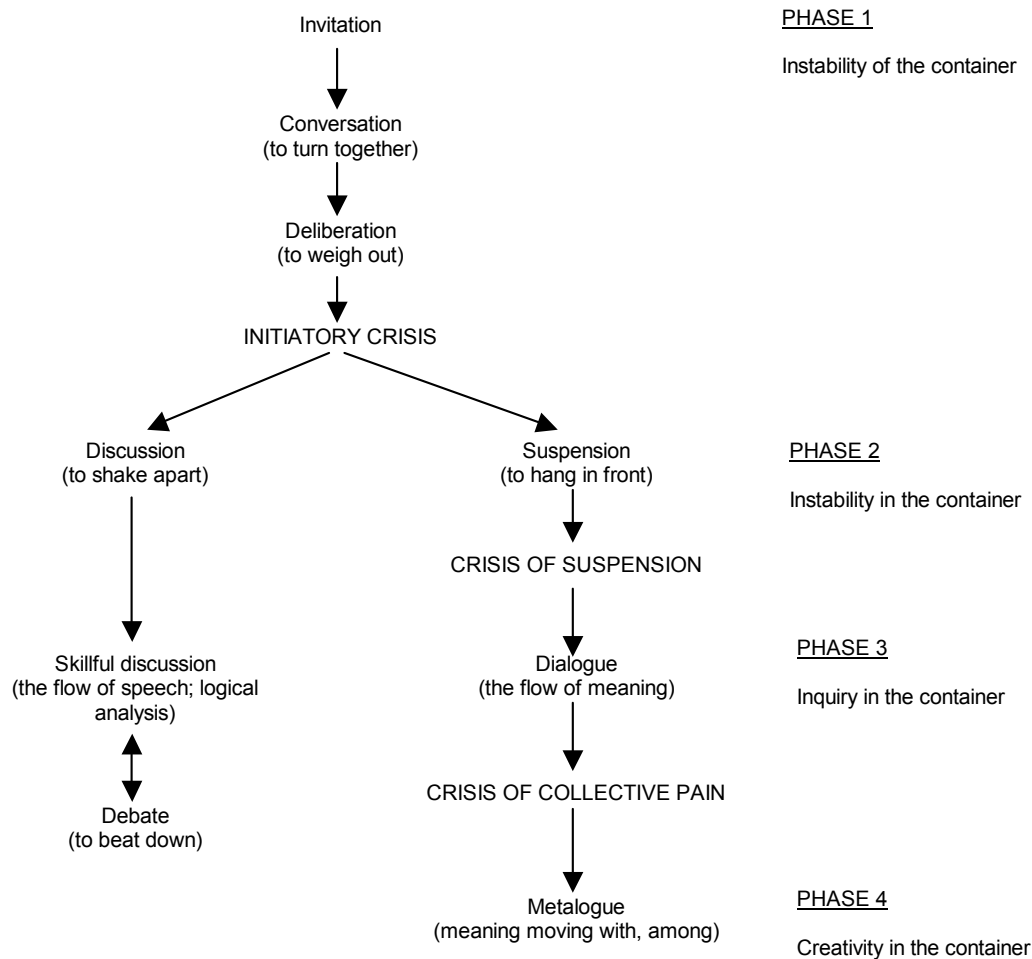 Invitation
PHASE 1
Instability of the container
Conversation
(to turn together)
Deliberation
(to weigh out)
INITIATORY CRISIS
Discussion
(to shake apart)
Suspension
(to hang in front)
PHASE 2
Instability in the container
CRISIS OF SUSPENSION
Skillful discussion
(the flow of speech; logical
analysis)
Dialogue
(the flow of meaning)
PHASE 3
Inquiry in the container
Debate
(to beat down)
CRISIS OF COLLECTIVE PAIN
Metalogue
(meaning moving with, among)
PHASE 4
Creativity in the container